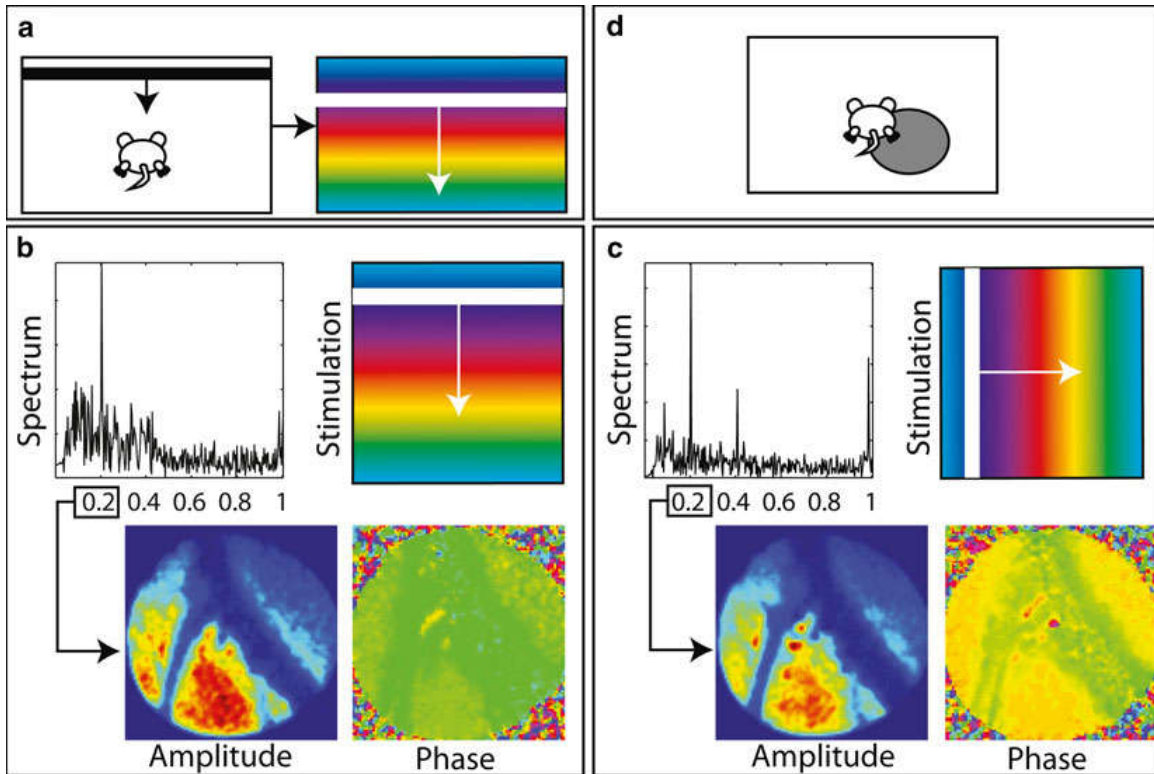 a
d
b
Spectrum
Stimulation
0.2 0.4 0.6 0.8 1
Amplitude
Phase
c
Spectrum
Stimulation
0.2 0.4 0.6 0.8 1
Amplitude
Phase